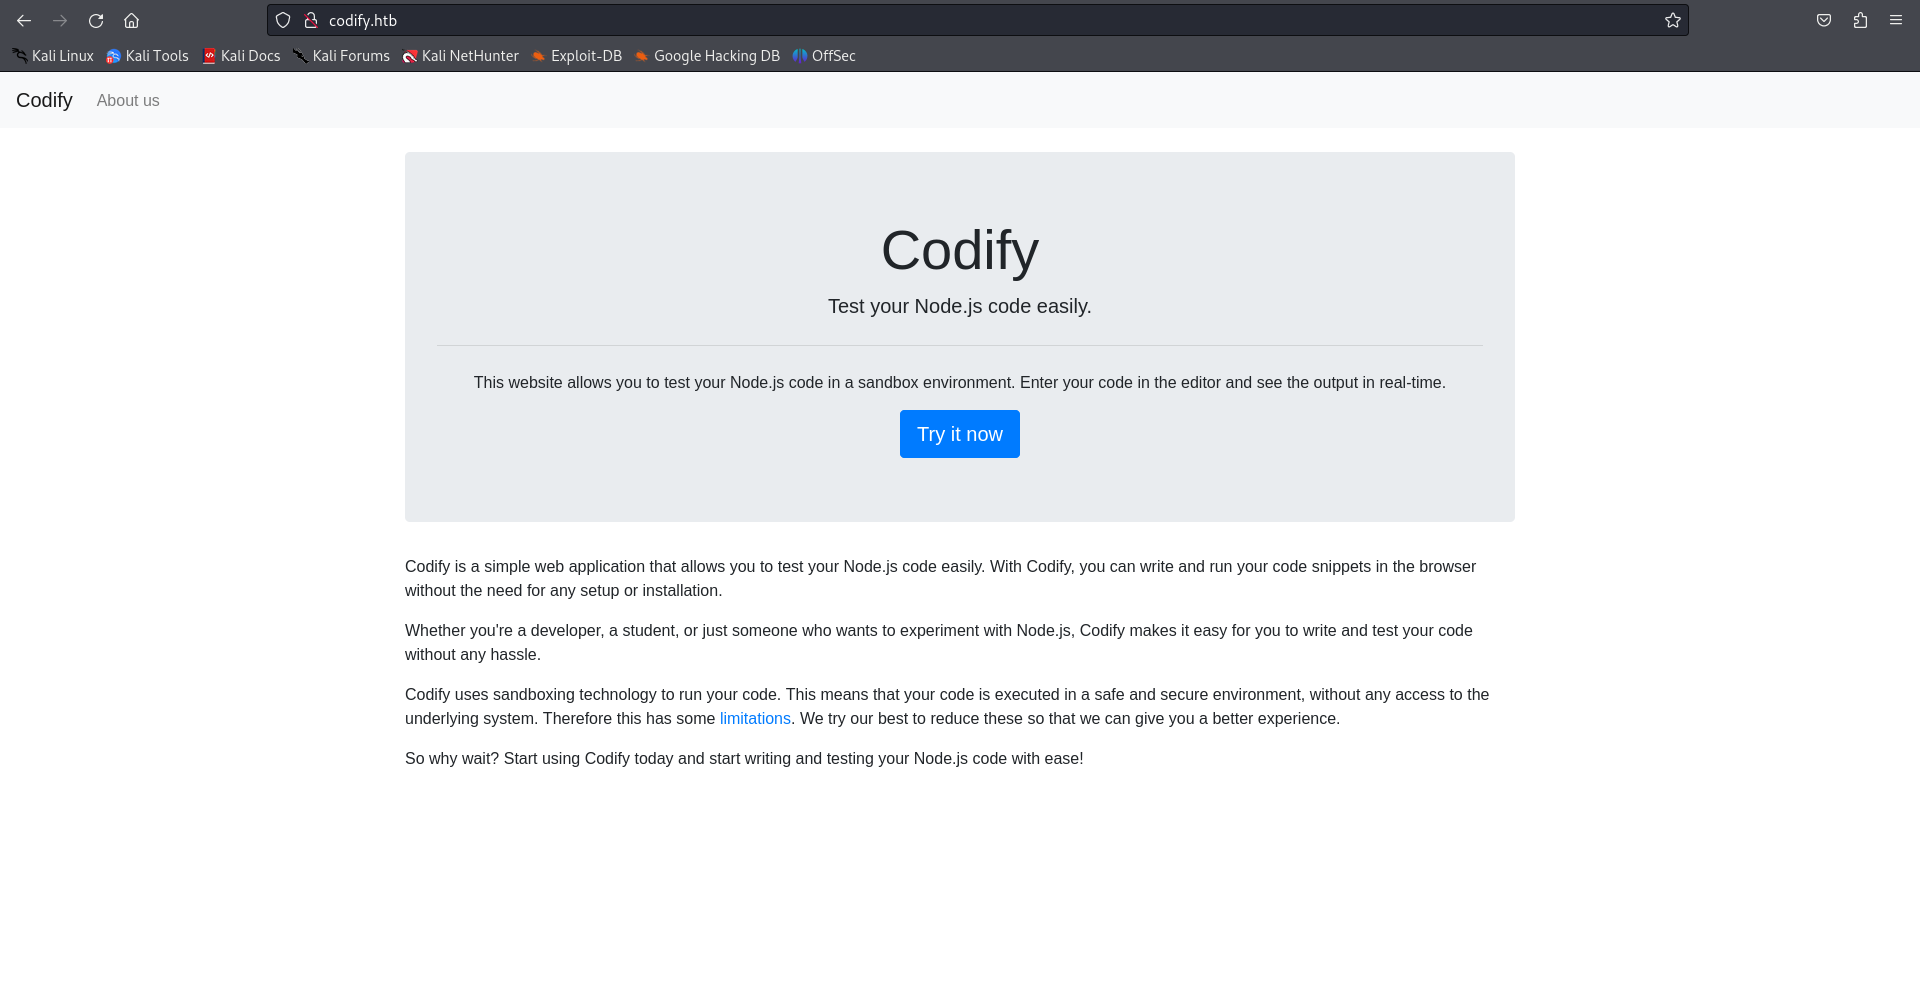 codify.htb
Kali Linux Kali Tools Kali Docs Kali Forums Kali NetHunter Exploit-DB Google Hacking DB OffSec
Codify About us
Codify
Test your Node.js code easily.
This website allows you to test your Node.js code in a sandbox environment. Enter your code in the editor and see the output in real-time.
Try it now
Codify is a simple web application that allows you to test your Node.js code easily. With Codify, you can write and run your code snippets in the browser
without the need for any setup or installation.
Whether you're a developer, a student, or just someone who wants to experiment with Node.js, Codify makes it easy for you to write and test your code
without any hassle.
Codify uses sandboxing technology to run your code. This means that your code is executed in a safe and secure environment, without any access to the
underlying system. Therefore this has some limitations. We try our best to reduce these so that we can give you a better experience.
So why wait? Start using Codify today and start writing and testing your Node.js code with ease!